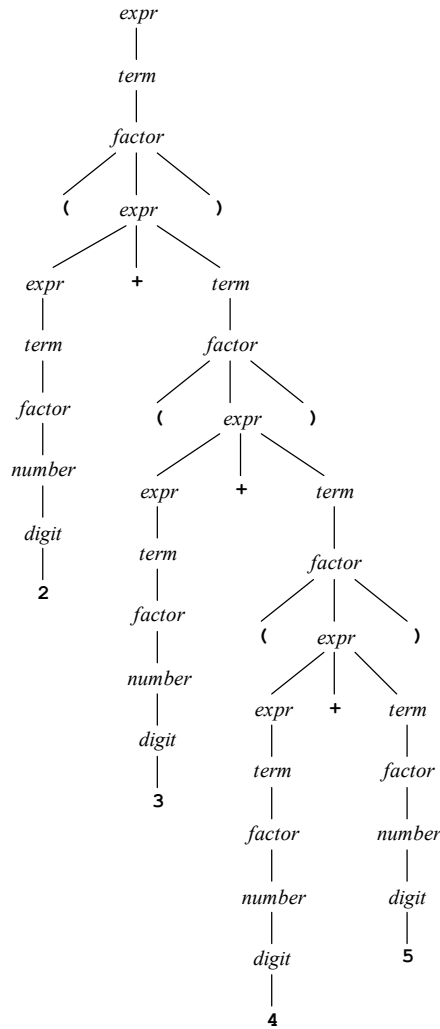 expr
term
factor
( expr )
expr + term
term factor
factor ( expr )
number expr + term
digit term factor
2 factor ( expr )
number expr + term
digit term factor
3 factor number
number digit
digit 5
4